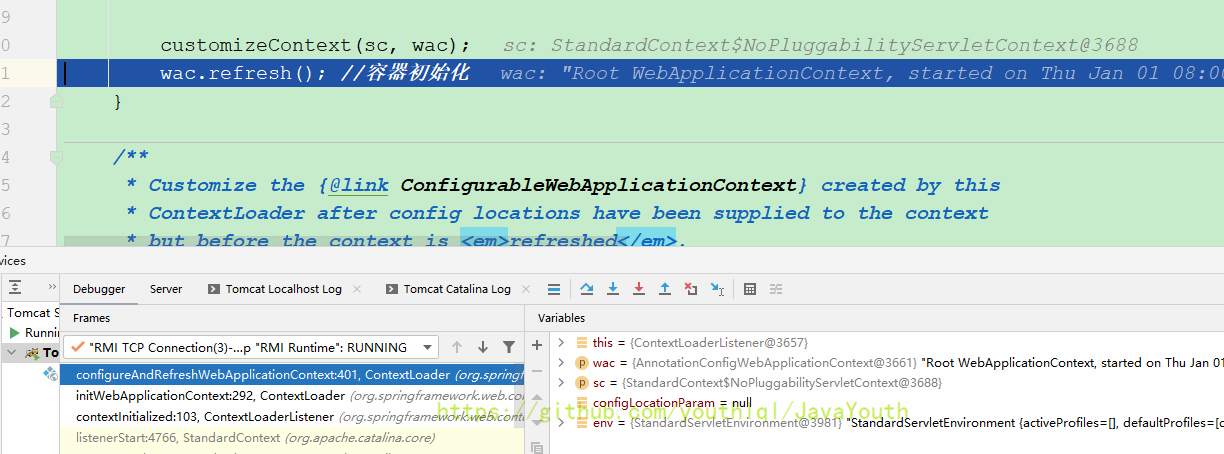 9
0 customizeContext(sc, wac); sc: StandardContext$NoPluggabilityServletContext@3688
1 wac.refresh(); //容器初始化 wac: "Root WebApplicationContext, started on Thu Jan 01 08:00
2 }
3
4 /**
5 * Customize the {@link ConfigurableWebApplicationContext} created by this
6 * ContextLoader after config locations have been supplied to the context
7 * but before the context is <em>refreshed</em>.
vices
Debugger Server Tomcat Localhost Log Tomcat Catalina Log
Tomcat S
Runnin
To
Frames
"RMI TCP Connection(3)-...p "RMI Runtime": RUNNING
configureAndRefreshWebApplicationContext:401, ContextLoader (org.springf
initWebApplicationContext:292, ContextLoader (org.springframework.web.con
contextInitialized:103, ContextLoaderListener (org.springframework.web.cont
listenerStart:4766, StandardContext (org.apache.catalina.core)
Variables
this = {ContextLoaderListener@3657}
p wac = {AnnotationConfigWebApplicationContext@3661} "Root WebApplicationContext, started on Thu Jan 01
p sc = {StandardContext$NoPluggabilityServletContext@3688}
configLocationParam = null
env = {StandardServletEnvironment@3981} "StandardServletEnvironment {activeProfiles=[], defaultProfiles=[d
https://github.com/youthlql/JavaYouth